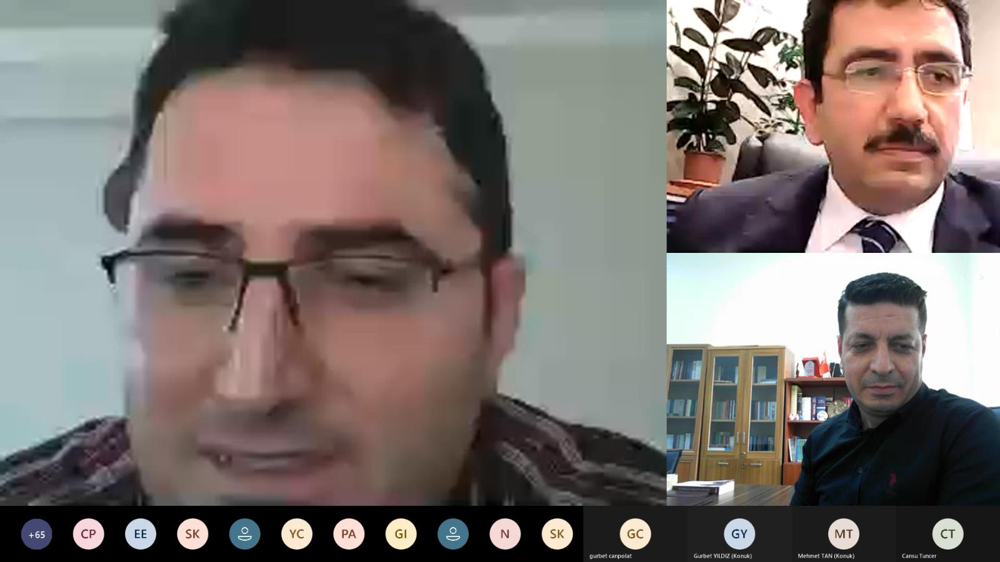 +65
CP
EE
SK
YC
PA
GI
N
SK
GC
GY
MT
CT
gurbet canpolat
Gurbet YILDIZ (Konuk)
Mehmet TAN (Konuk)
Cansu Tuncer